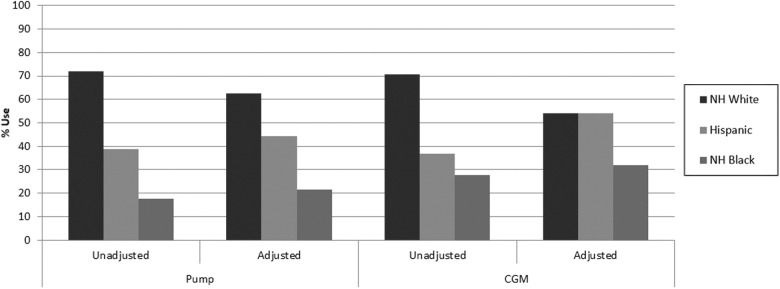 100
90
80
70
60
50
40
30
20
10
0
% Use
Unadjusted
Adjusted
Unadjusted
Adjusted
Pump
CGM
NH White
Hispanic
NH Black